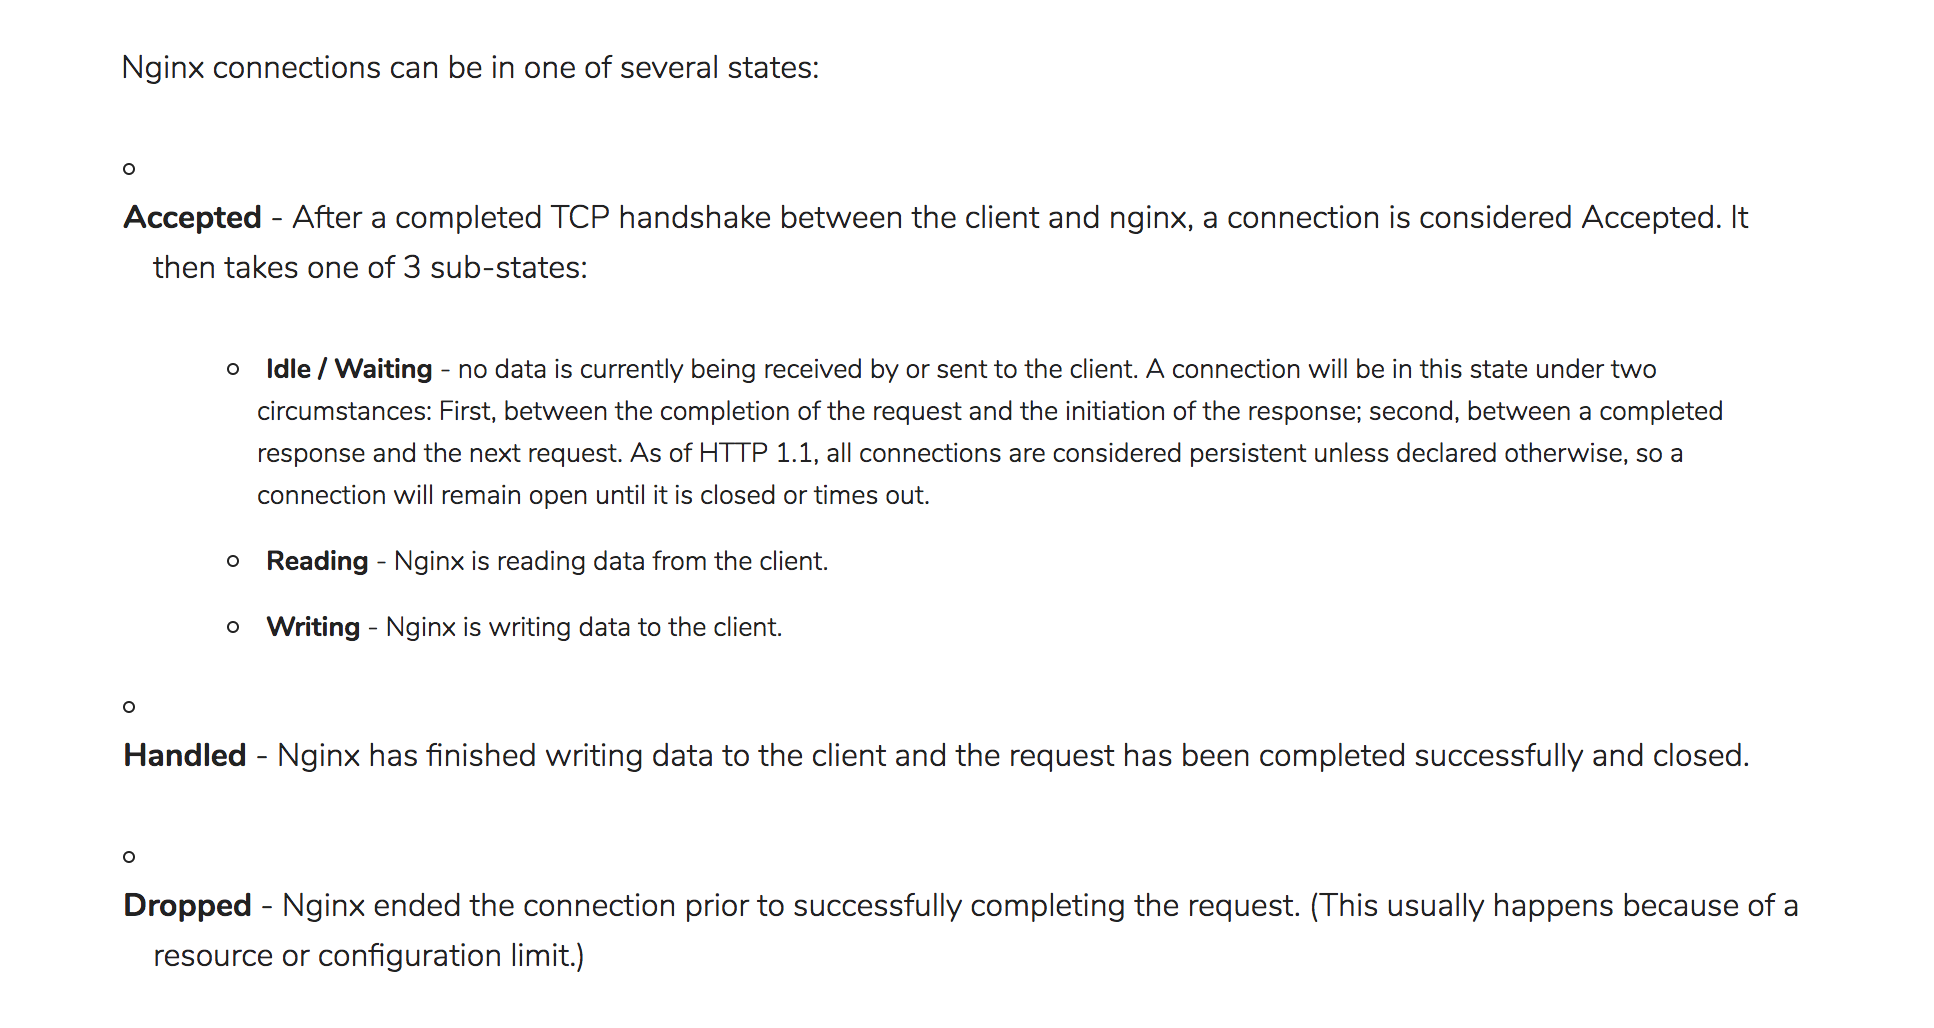 Nginx connections can be in one of several states:
Accepted - After a completed TCP handshake between the client and nginx, a connection is considered Accepted. It
then takes one of 3 sub-states:
Idle / Waiting - no data is currently being received by or sent to the client. A connection will be in this state under two
circumstances: First, between the completion of the request and the initiation of the response; second, between a completed
response and the next request. As of HTTP 1.1, all connections are considered persistent unless declared otherwise, so a
connection will remain open until it is closed or times out.
Reading - Nginx is reading data from the client.
Writing - Nginx is writing data to the client.
Handled - Nginx has finished writing data to the client and the request has been completed successfully and closed.
Dropped - Nginx ended the connection prior to successfully completing the request. (This usually happens because of a
resource or configuration limit.)